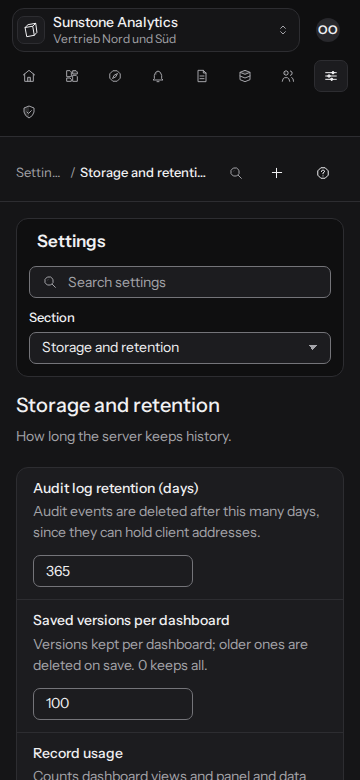 Sunstone Analytics
Vertrieb Nord und Süd
OO
Settin… / Storage and retenti…
Settings
Search settings
Section
Storage and retention
Storage and retention
How long the server keeps history.
Audit log retention (days)
Audit events are deleted after this many days,
since they can hold client addresses.
365
Saved versions per dashboard
Versions kept per dashboard; older ones are
deleted on save. 0 keeps all.
100
Record usage
Counts dashboard views and panel and data